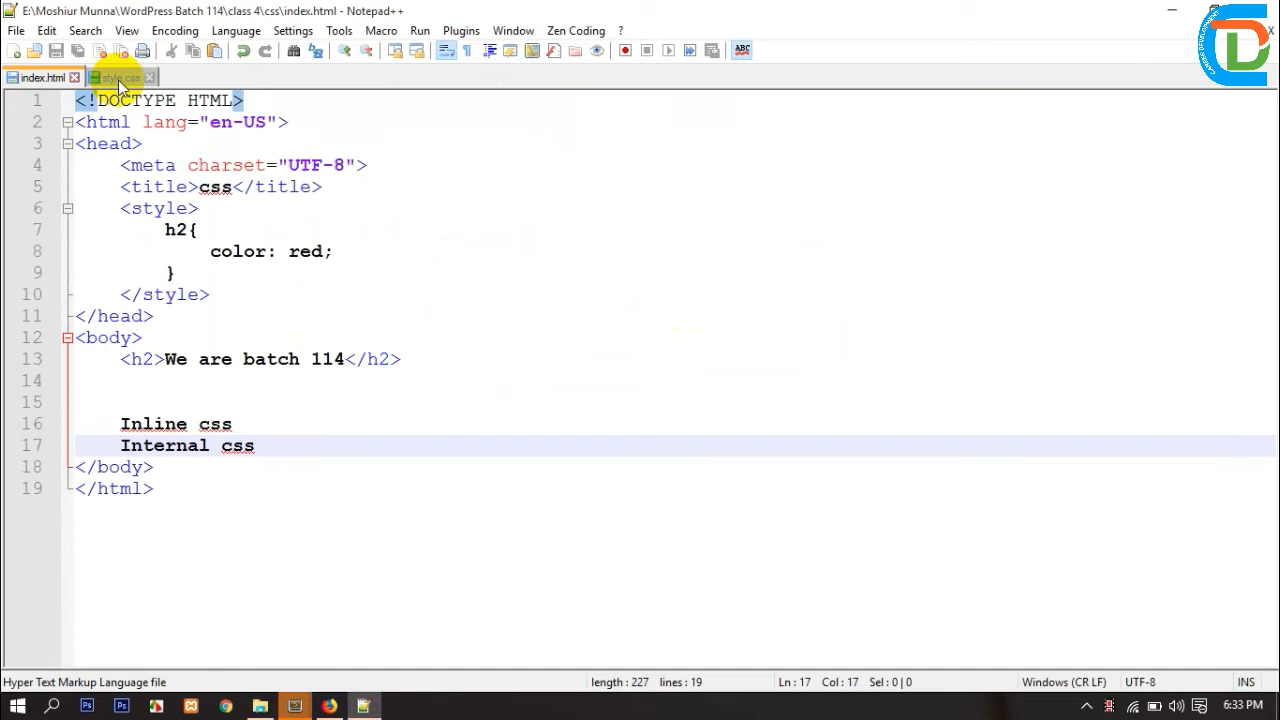 E:\Moshiur Munna\WordPress Batch 114\class 4\css\index.html - Notepad++
File Edit Search View Encoding Language Settings Tools Macro Run Plugins Window Zen Coding ?
ABC
index.html style.css
1 <!DOCTYPE HTML>
2 <html lang="en-US">
3 <head>
4 <meta charset="UTF-8">
5 <title>css</title>
6 <style>
7 h2{
8 color: red;
9 }
10 </style>
11 </head>
12 <body>
13 <h2>We are batch 114</h2>
14
15
16 Inline css
17 Internal css
18 </body>
19 </html>
Hyper Text Markup Language file length : 227 lines : 19 Ln : 17 Col : 17 Sel : 0 | 0 Windows (CR LF) UTF-8 INS
Ps Ps 6:33 PM